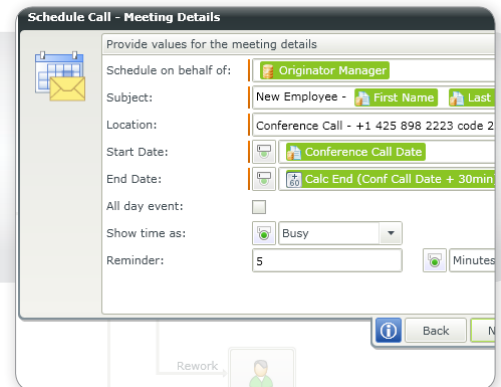 Schedule Call - Meeting Details
Provide values for the meeting details
Schedule on behalf of: Originator Manager
Subject: New Employee - First Name Last
Location: Conference Call - +1 425 898 2223 code 2
Start Date: Conference Call Date
End Date: +60 Calc End (Conf Call Date + 30min
All day event:
Show time as: Busy
Reminder: 5 Minutes
Back N
Rework